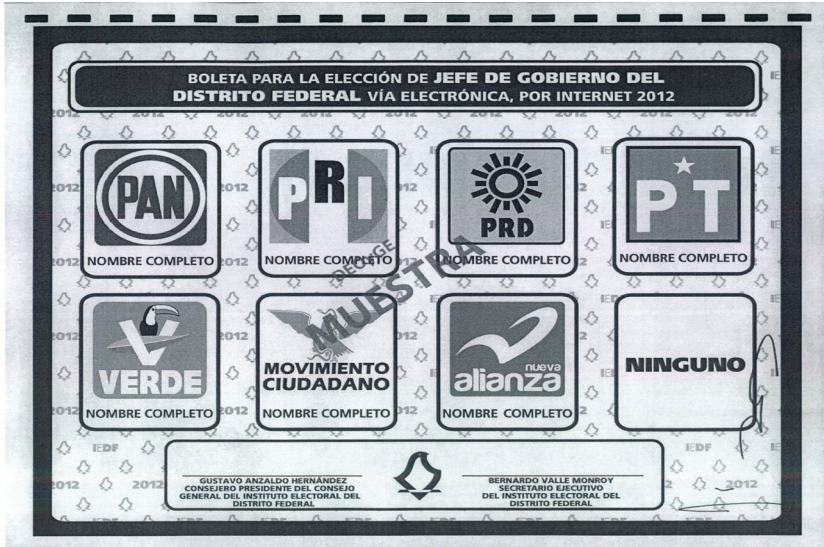 BOLETA PARA LA ELECCIÓN DE JEFE DE GOBIERNO DEL
DISTRITO FEDERAL VÍA ELECTRÓNICA, POR INTERNET 2012
PAN
NOMBRE COMPLETO
PRI
NOMBRE COMPLETO
PRD
NOMBRE COMPLETO
PT
NOMBRE COMPLETO
DECEYGE
MUESTRA
VERDE
NOMBRE COMPLETO
MOVIMIENTO
CIUDADANO
NOMBRE COMPLETO
nueva
alianza
NOMBRE COMPLETO
NINGUNO
IEDF
2012
GUSTAVO ANZALDO HERNÁNDEZ
CONSEJERO PRESIDENTE DEL CONSEJO
GENERAL DEL INSTITUTO ELECTORAL DEL
DISTRITO FEDERAL
BERNARDO VALLE MONROY
SECRETARIO EJECUTIVO
DEL INSTITUTO ELECTORAL DEL
DISTRITO FEDERAL